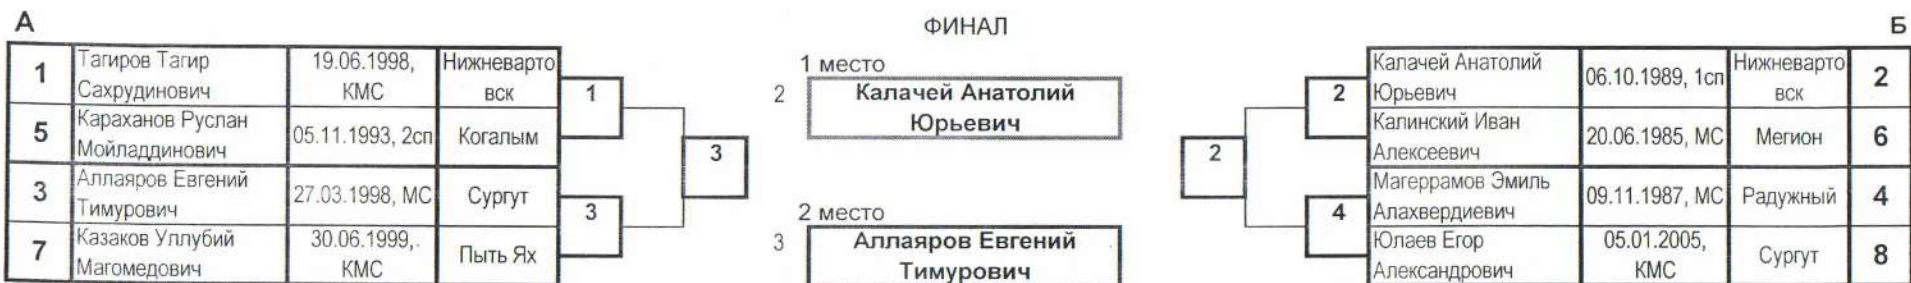 А
ФИНАЛ
Б
1
Тагиров Тагир
Сахрудинович
19.06.1998,
КМС
Нижневарто
вск
5
Караханов Руслан
Мойладдинович
05.11.1993, 2сп
Когалым
3
Аллаяров Евгений
Тимурович
27.03.1998, МС
Сургут
7
Казаков Уллубий
Магомедович
30.06.1999,
КМС
Пыть Ях
1
3
3
1 место
2
Калачей Анатолий
Юрьевич
2 место
3
Аллаяров Евгений
Тимурович
2
2
4
Калачей Анатолий
Юрьевич
06.10.1989, 1сп
Нижневарто
вск
2
Калинский Иван
Алексеевич
20.06.1985, МС
Мегион
6
Магеррамов Эмиль
Алахвердиевич
09.11.1987, МС
Радужный
4
Юлаев Егор
Александрович
05.01.2005,
КМС
Сургут
8